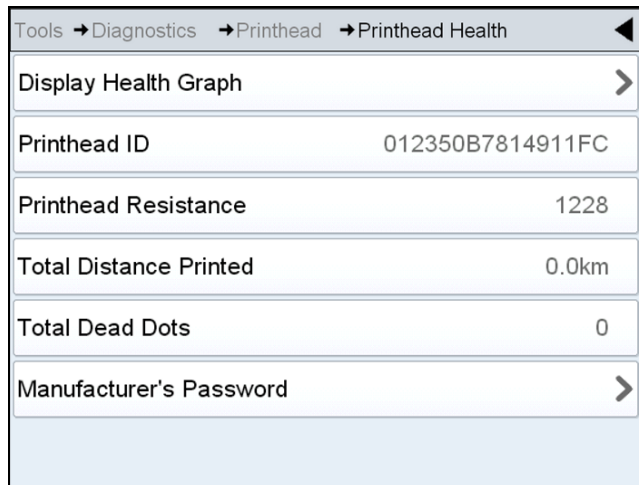 Tools ➔Diagnostics ➔Printhead ➔Printhead Health
Display Health Graph
Printhead ID 012350B7814911FC
Printhead Resistance 1228
Total Distance Printed 0.0km
Total Dead Dots 0
Manufacturer's Password